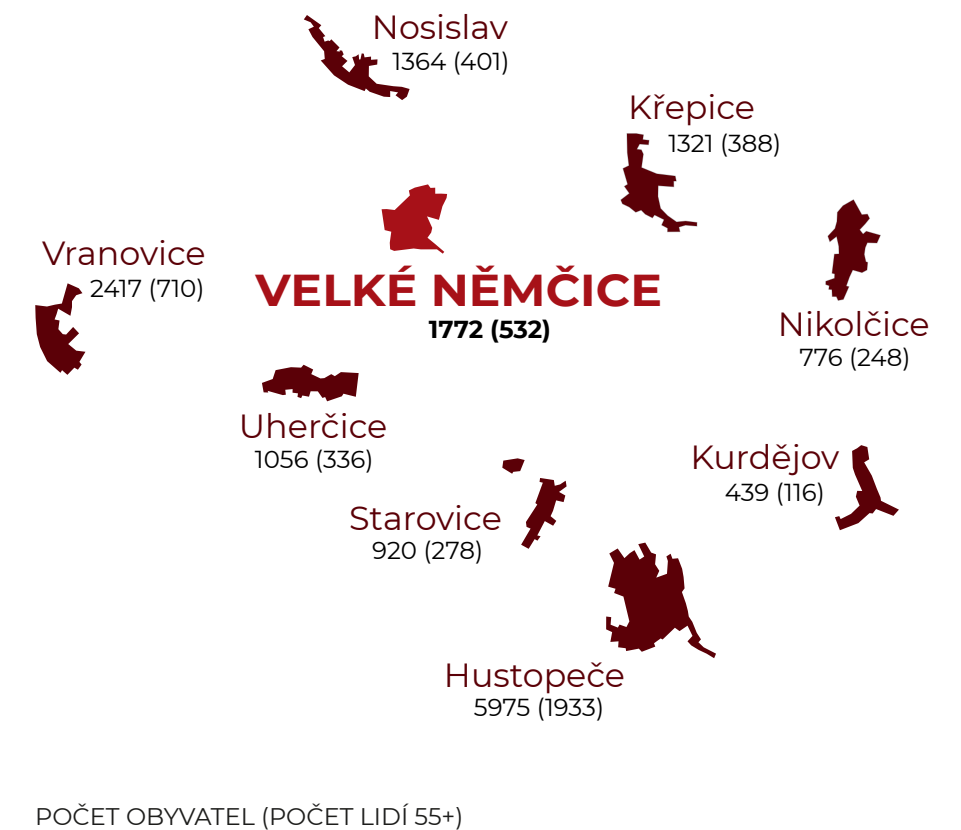 Nosislav
1364 (401)
Křepice
1321 (388)
Vranovice
2417 (710)
VELKÉ NĚMČICE
1772 (532)
Nikolčice
776 (248)
Uherčice
1056 (336)
Kurdějov
439 (116)
Starovice
920 (278)
Hustopeče
5975 (1933)
POČET OBYVATEL (POČET LIDÍ 55+)